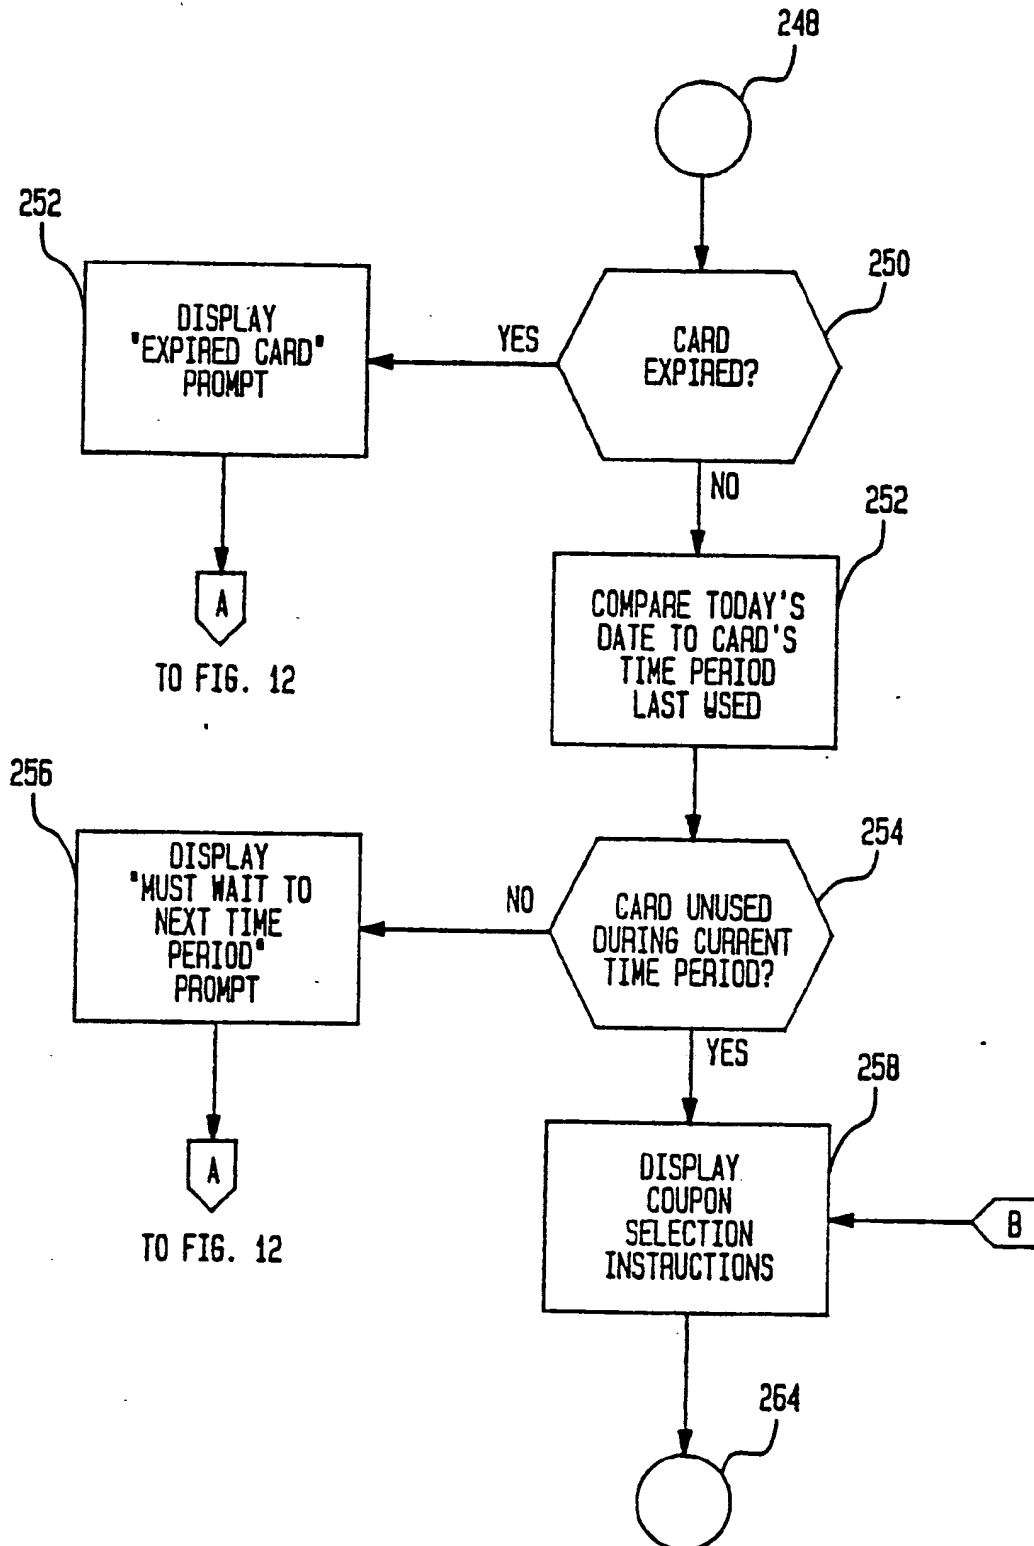 248
252
250
DISPLAY
"EXPIRED CARD"
PROMPT
YES
CARD
EXPIRED?
NO
252
A
COMPARE TODAY'S
DATE TO CARD'S
TIME PERIOD
LAST USED
TO FIG. 12
256
254
DISPLAY
"MUST WAIT TO
NEXT TIME
PERIOD"
PROMPT
NO
CARD UNUSED
DURING CURRENT
TIME PERIOD?
YES
258
A
DISPLAY
COUPON
SELECTION
INSTRUCTIONS
B
TO FIG. 12
264